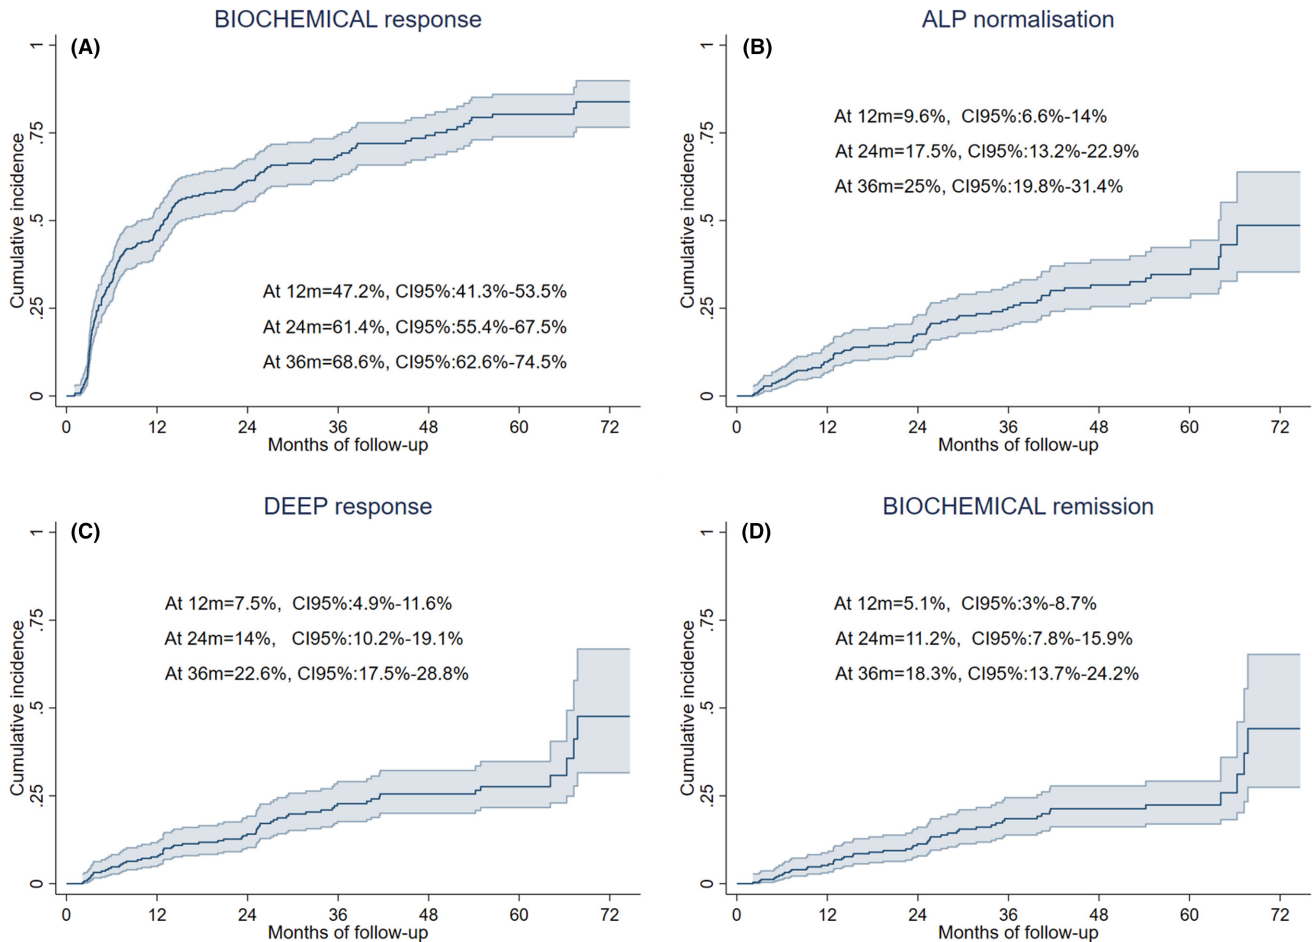 BIOCHEMICAL response
(A)
1
.75
.5
.25
0
Cumulative incidence
At 12m=47.2%, CI95%:41.3%-53.5%
At 24m=61.4%, CI95%:55.4%-67.5%
At 36m=68.6%, CI95%:62.6%-74.5%
0 12 24 36 48 60 72
Months of follow-up
ALP normalisation
(B)
1
.75
.5
.25
0
Cumulative incidence
At 12m=9.6%, CI95%:6.6%-14%
At 24m=17.5%, CI95%:13.2%-22.9%
At 36m=25%, CI95%:19.8%-31.4%
0 12 24 36 48 60 72
Months of follow-up
DEEP response
(C)
1
.75
.5
.25
0
Cumulative incidence
At 12m=7.5%, CI95%:4.9%-11.6%
At 24m=14%, CI95%:10.2%-19.1%
At 36m=22.6%, CI95%:17.5%-28.8%
0 12 24 36 48 60 72
Months of follow-up
BIOCHEMICAL remission
(D)
1
.75
.5
.25
0
Cumulative incidence
At 12m=5.1%, CI95%:3%-8.7%
At 24m=11.2%, CI95%:7.8%-15.9%
At 36m=18.3%, CI95%:13.7%-24.2%
0 12 24 36 48 60 72
Months of follow-up